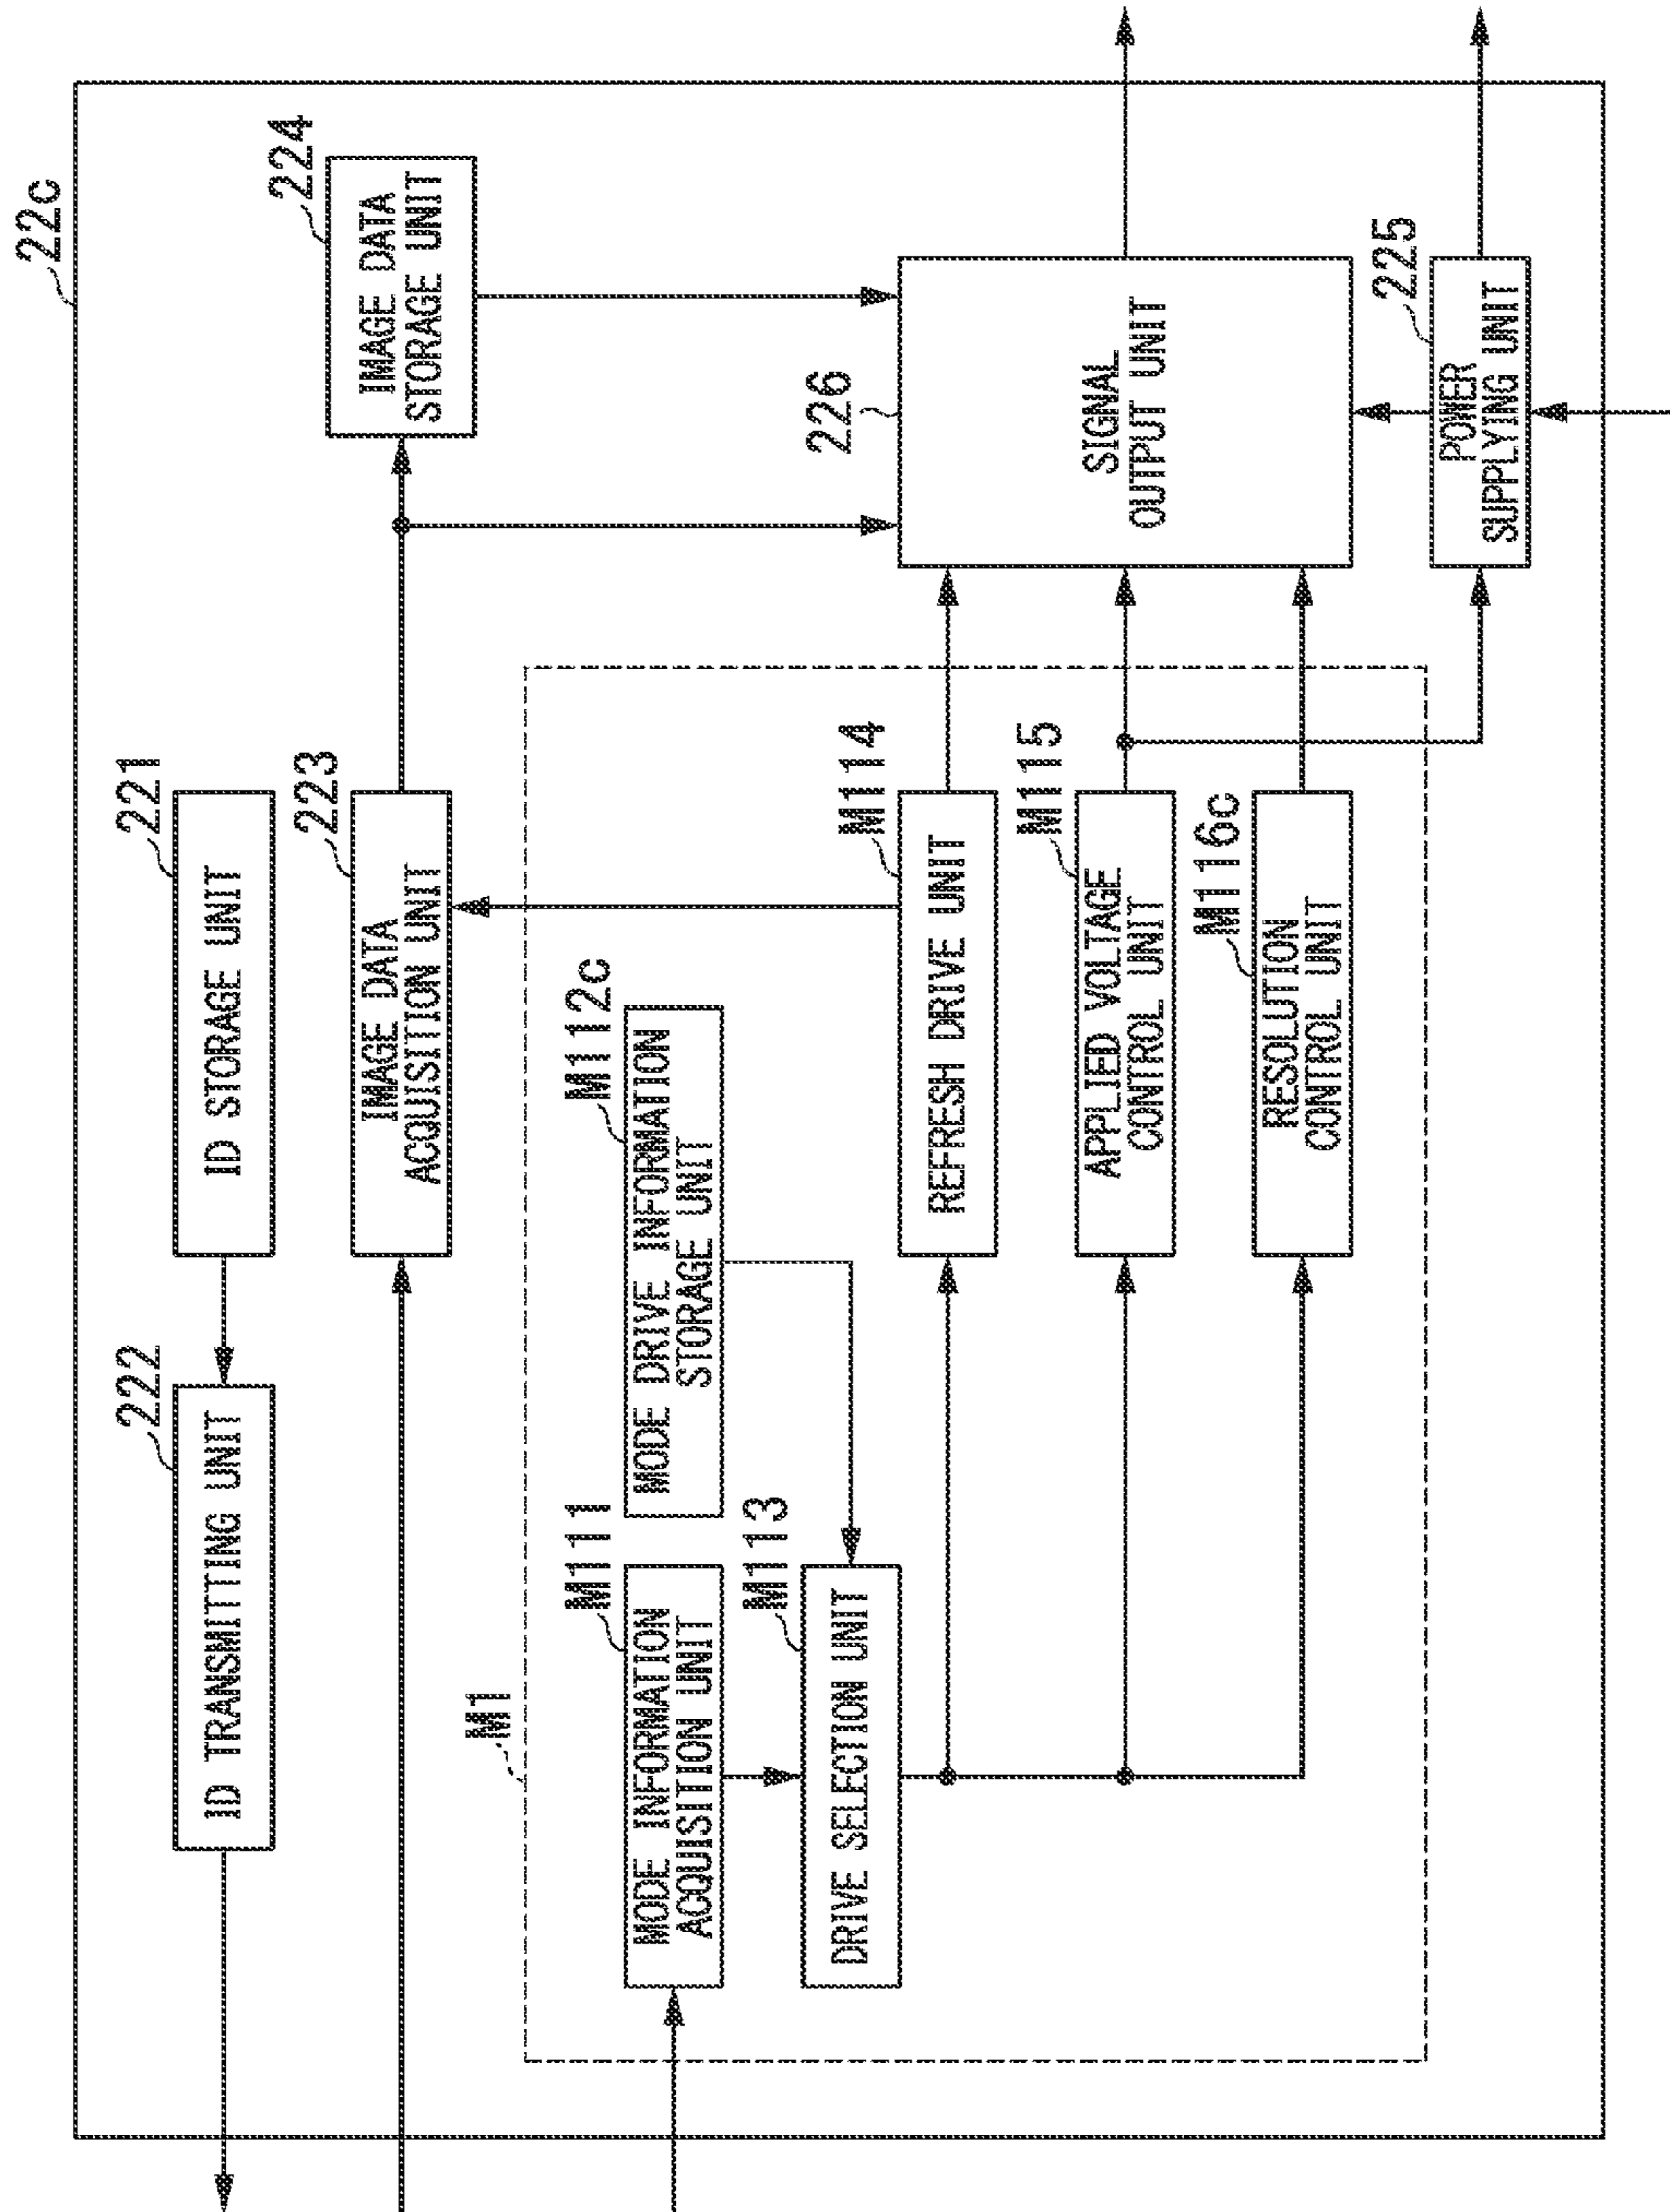 22c
222
ID TRANSMITTING UNIT
221
ID STORAGE UNIT
223
IMAGE DATA
ACQUISITION UNIT
224
IMAGE DATA
STORAGE UNIT
M1
M111
MODE INFORMATION
ACQUISITION UNIT
M112c
MODE DRIVE INFORMATION
STORAGE UNIT
M113
DRIVE SELECTION UNIT
M114
REFRESH DRIVE UNIT
M115
APPLIED VOLTAGE
CONTROL UNIT
M116c
RESOLUTION
CONTROL UNIT
226
SIGNAL
OUTPUT UNIT
225
POWER
SUPPLYING UNIT